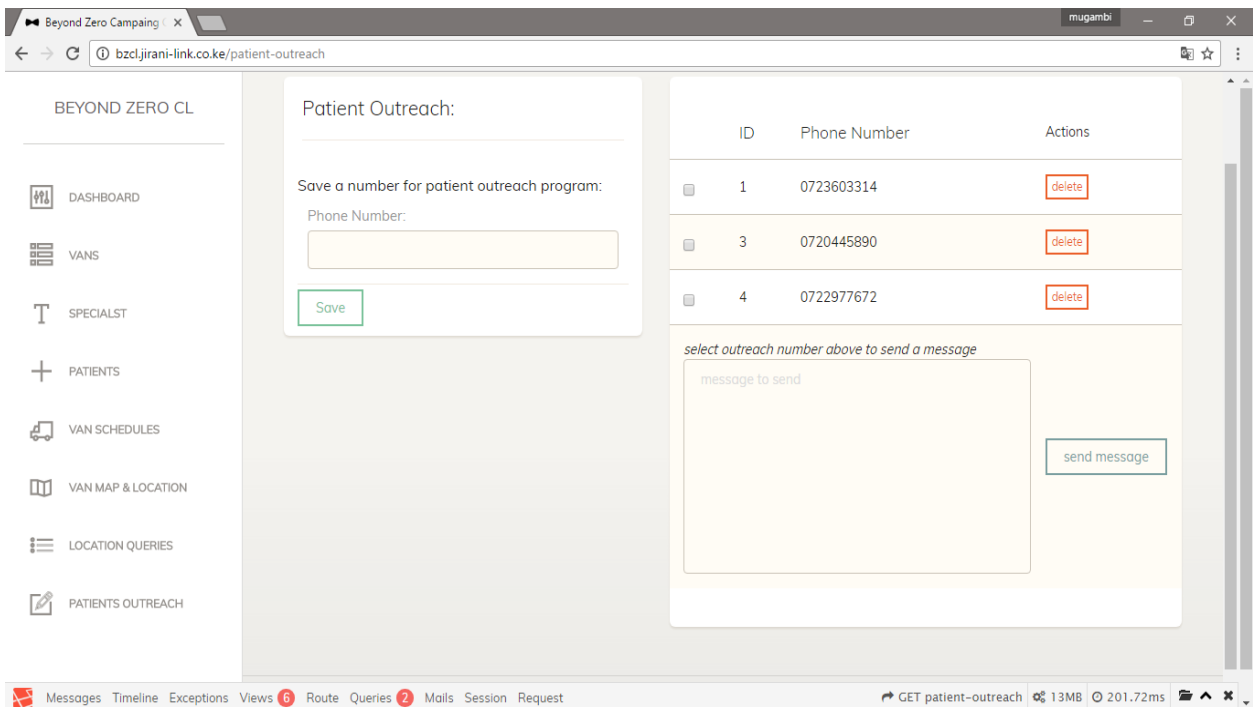 Beyond Zero Campaing C
mugambi
bzcl.jirani-link.co.ke/patient-outreach
BEYOND ZERO CL
DASHBOARD
VANS
SPECIALST
PATIENTS
VAN SCHEDULES
VAN MAP & LOCATION
LOCATION QUERIES
PATIENTS OUTREACH
Patient Outreach:
Save a number for patient outreach program:
Phone Number:
Save
ID Phone Number Actions
1 0723603314 delete
3 0720445890 delete
4 0722977672 delete
select outreach number above to send a message
message to send
send message
Messages Timeline Exceptions Views 6 Route Queries 2 Mails Session Request GET patient-outreach 13MB 201.72ms